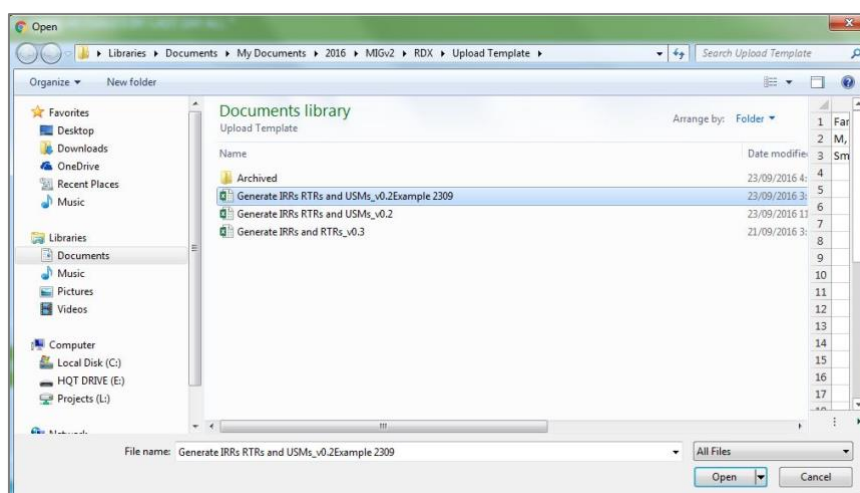 Open
Libraries Documents My Documents 2016 MIGv2 RDX Upload Template
Search Upload Template
Organize New folder
Favorites
Desktop
Downloads
OneDrive
Recent Places
Music
Libraries
Documents
Music
Pictures
Videos
Computer
Local Disk (C:)
HQT DRIVE (E:)
Projects (L:)
Documents library
Upload Template
Arrange by: Folder
Name Date modifie
Archived 23/09/2016 4:
Generate IRRs RTRs and USMs_v0.2Example 2309 23/09/2016 3:
Generate IRRs RTRs and USMs_v0.2 23/09/2016 11
Generate IRRs and RTRs_v0.3 21/09/2016 3:
1 Far
2 M,
3 Sm
4
5
6
7
8
9
10
11
12
13
14
15
16
17
File name: Generate IRRs RTRs and USMs_v0.2Example 2309
All Files
Open Cancel